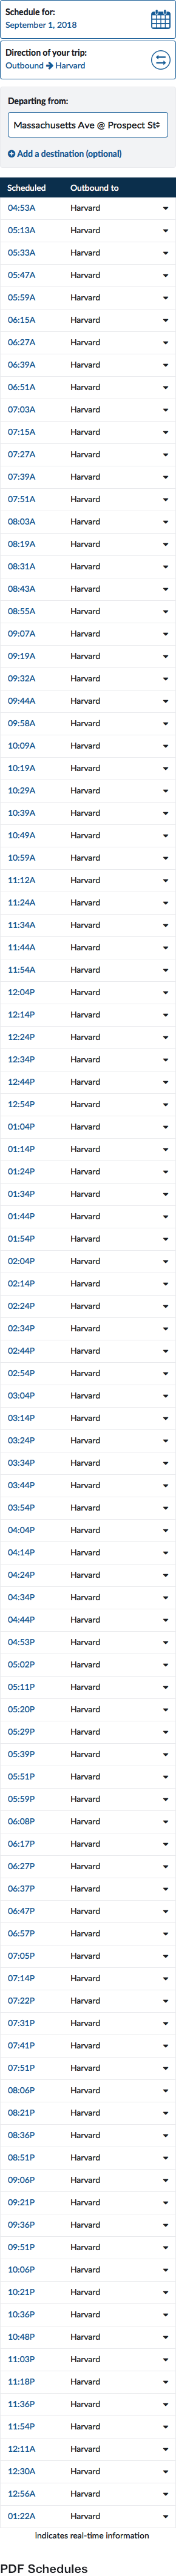 Schedule for:
September 1, 2018
Direction of your trip:
Outbound → Harvard
Departing from:
Massachusetts Ave @ Prospect St
Add a destination (optional)
Scheduled Outbound to
04:53A Harvard
05:13A Harvard
05:33A Harvard
05:47A Harvard
05:59A Harvard
06:15A Harvard
06:27A Harvard
06:39A Harvard
06:51A Harvard
07:03A Harvard
07:15A Harvard
07:27A Harvard
07:39A Harvard
07:51A Harvard
08:03A Harvard
08:19A Harvard
08:31A Harvard
08:43A Harvard
08:55A Harvard
09:07A Harvard
09:19A Harvard
09:32A Harvard
09:44A Harvard
09:58A Harvard
10:09A Harvard
10:19A Harvard
10:29A Harvard
10:39A Harvard
10:49A Harvard
10:59A Harvard
11:12A Harvard
11:24A Harvard
11:34A Harvard
11:44A Harvard
11:54A Harvard
12:04P Harvard
12:14P Harvard
12:24P Harvard
12:34P Harvard
12:44P Harvard
12:54P Harvard
01:04P Harvard
01:14P Harvard
01:24P Harvard
01:34P Harvard
01:44P Harvard
01:54P Harvard
02:04P Harvard
02:14P Harvard
02:24P Harvard
02:34P Harvard
02:44P Harvard
02:54P Harvard
03:04P Harvard
03:14P Harvard
03:24P Harvard
03:34P Harvard
03:44P Harvard
03:54P Harvard
04:04P Harvard
04:14P Harvard
04:24P Harvard
04:34P Harvard
04:44P Harvard
04:53P Harvard
05:02P Harvard
05:11P Harvard
05:20P Harvard
05:29P Harvard
05:39P Harvard
05:51P Harvard
05:59P Harvard
06:08P Harvard
06:17P Harvard
06:27P Harvard
06:37P Harvard
06:47P Harvard
06:57P Harvard
07:05P Harvard
07:14P Harvard
07:22P Harvard
07:31P Harvard
07:41P Harvard
07:51P Harvard
08:06P Harvard
08:21P Harvard
08:36P Harvard
08:51P Harvard
09:06P Harvard
09:21P Harvard
09:36P Harvard
09:51P Harvard
10:06P Harvard
10:21P Harvard
10:36P Harvard
10:48P Harvard
11:03P Harvard
11:18P Harvard
11:36P Harvard
11:54P Harvard
12:11A Harvard
12:30A Harvard
12:56A Harvard
01:22A Harvard
indicates real-time information
PDF Schedules